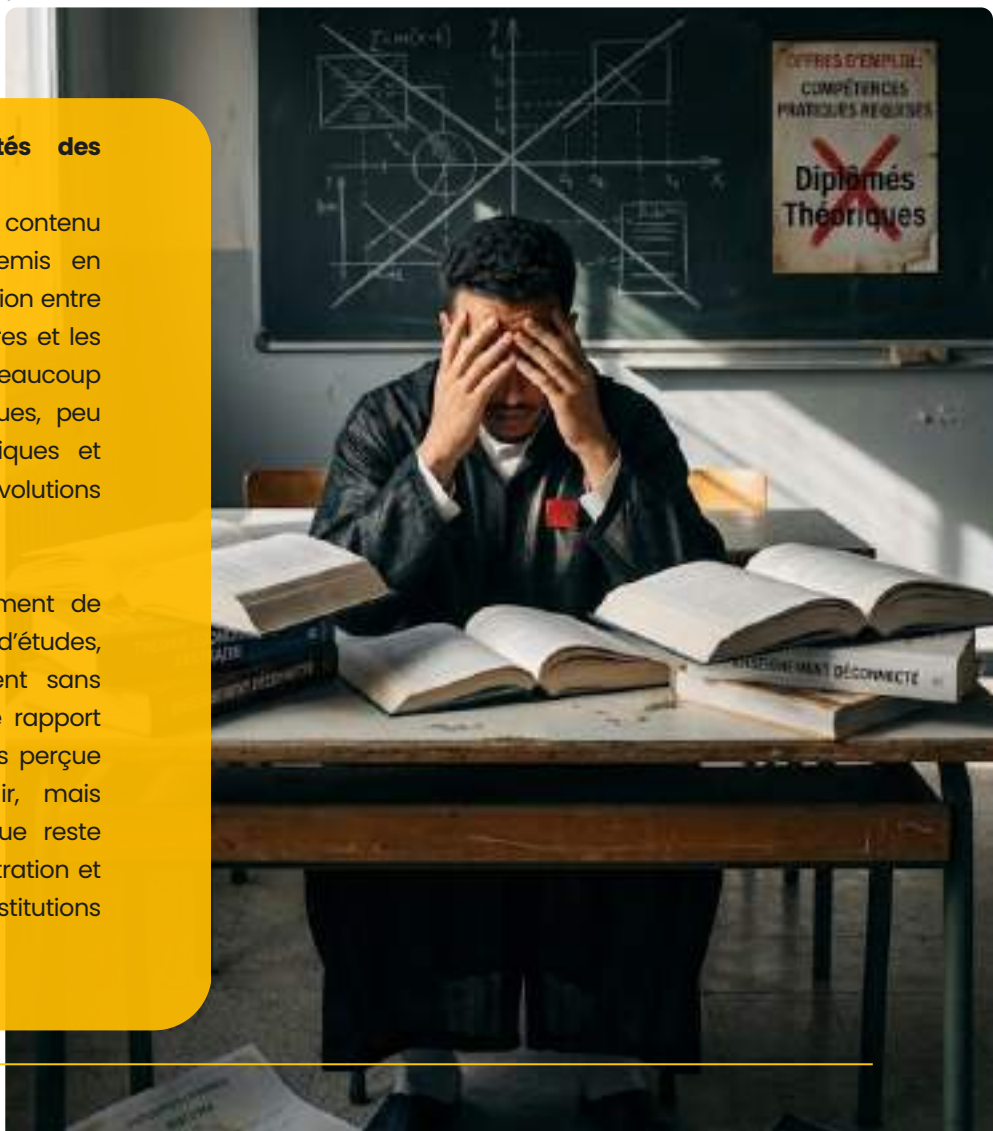 tés des
contenu
emis en
ion entre
res et les
eaucoup
ues, peu
iques et
volutions
ment de
d'études,
ent sans
rapport
s perçue
ir, mais
ue reste
tration et
stitutions
OFFRES D'EMPLOI:
COMPÉTENCES
PRATIQUES REQUISES
Diplômés
Théoriques
ENSEIGNEMENT DÉCONNECTÉ